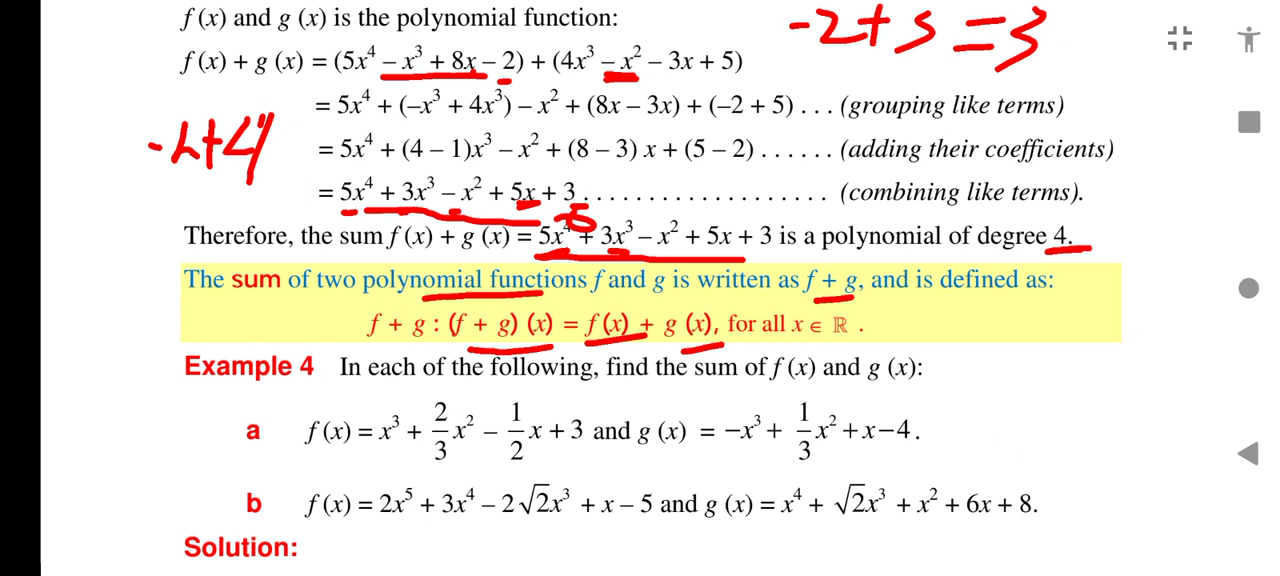 f (x) and g (x) is the polynomial function:
-2 + 5 = 3
f (x) + g (x) = (5x⁴ – x³ + 8x – 2) + (4x³ – x² – 3x + 5)
= 5x⁴ + (–x³ + 4x³) – x² + (8x – 3x) + (–2 + 5) . . . (grouping like terms)
= 5x⁴ + (4 – 1)x³ – x² + (8 – 3) x + (5 – 2) . . . . . . (adding their coefficients)
= 5x⁴ + 3x³ – x² + 5x + 3. . . . . . . . . . . . . . . . . . . (combining like terms).
Therefore, the sum f (x) + g (x) = 5x⁴ + 3x³ – x² + 5x + 3 is a polynomial of degree 4.
The sum of two polynomial functions f and g is written as f + g, and is defined as:
f + g : (f + g) (x) = f (x) + g (x), for all x ∈ ℝ .
Example 4 In each of the following, find the sum of f (x) and g (x):
a f (x) = x³ + 2/3 x² – 1/2 x + 3 and g (x) = –x³ + 1/3 x² + x – 4 .
b f (x) = 2x⁵ + 3x⁴ – 2√2x³ + x – 5 and g (x) = x⁴ + √2x³ + x² + 6x + 8.
Solution: